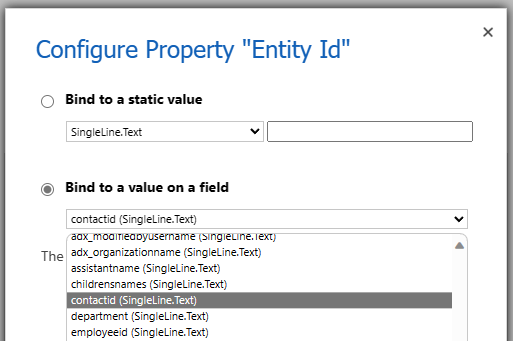 Configure Property "Entity Id"
Bind to a static value
SingleLine.Text
Bind to a value on a field
contactid (SingleLine.Text)
adx_modifiedbyusername (SingleLine.Text)
The
adx_organizationname (SingleLine.Text)
assistantname (SingleLine.Text)
childrensnames (SingleLine.Text)
contactid (SingleLine.Text)
department (SingleLine.Text)
employeeid (SingleLine.Text)